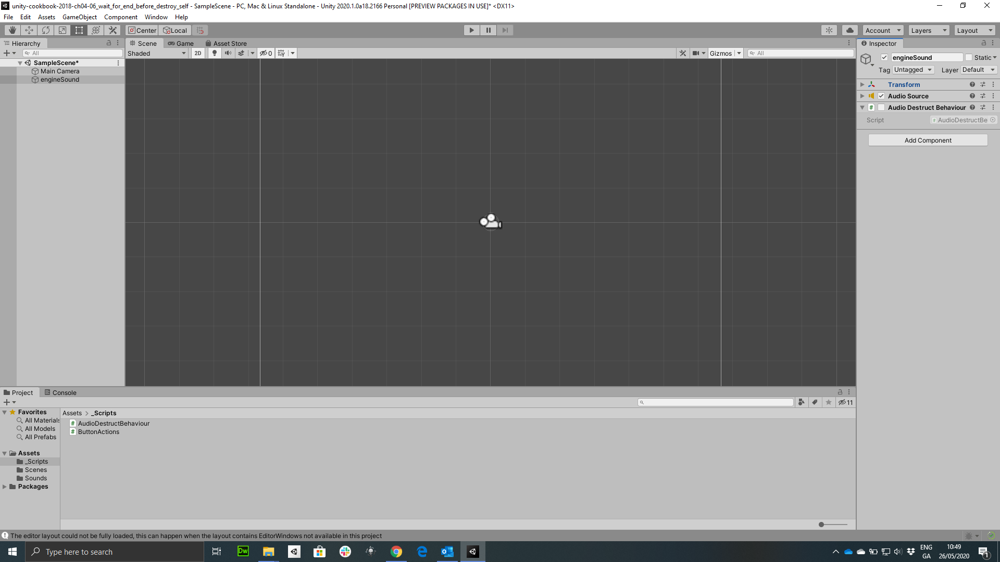 unity-cookbook-2018-ch04-06_wait_for_end_before_destroy_self - SampleScene - PC, Mac & Linux Standalone - Unity 2020.1.0a18.2166 Personal [PREVIEW PACKAGES IN USE]* <DX11>
File Edit Assets GameObject Component Window Help
Center Local Account Layers Layout
Hierarchy Scene Game Asset Store Inspector
All Shaded 2D 0 Gizmos All
engineSound Static
SampleScene*
Main Camera
Tag Untagged Layer Default
engineSound
Transform
Audio Source
# Audio Destruct Behaviour
Script # AudioDestructBe
Add Component
Project Console
11
Favorites
All Materials
All Models
All Prefabs
Assets
_Scripts
Scenes
Sounds
Packages
Assets > _Scripts
# AudioDestructBehaviour
# ButtonActions
The editor layout could not be fully loaded, this can happen when the layout contains EditorWindows not available in this project
Type here to search
Dw
ENG
GA
10:49
26/05/2020
1